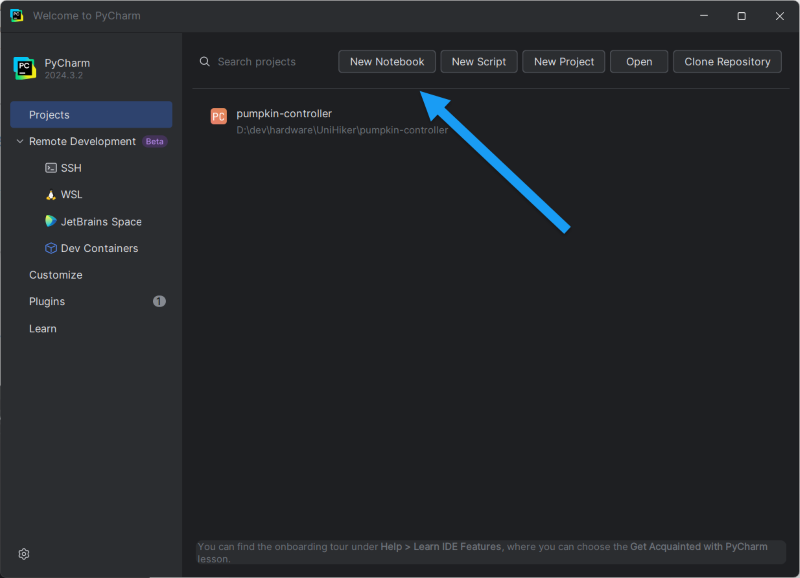 Welcome to PyCharm
PyCharm
2024.3.2
Search projects
New Notebook
New Script
New Project
Open
Clone Repository
Projects
Remote Development Beta
SSH
WSL
JetBrains Space
Dev Containers
Customize
Plugins 1
Learn
PC pumpkin-controller
D:\dev\hardware\UniHiker\pumpkin-controller
You can find the onboarding tour under Help > Learn IDE Features, where you can choose the Get Acquainted with PyCharm
lesson.